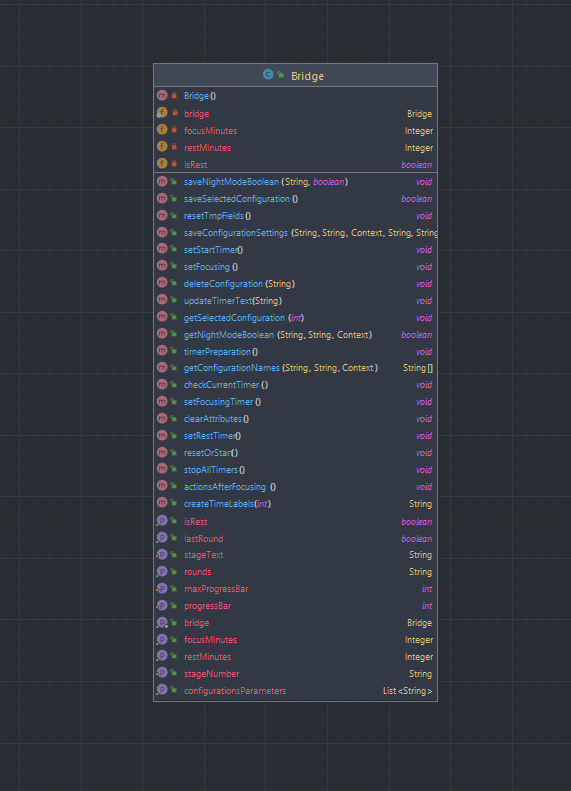 Bridge
m Bridge()
f bridge Bridge
f focusMinutes Integer
f restMinutes Integer
f isRest boolean
m saveNightModeBoolean (String, boolean) void
m saveSelectedConfiguration () boolean
m resetTmpFields() void
m saveConfigurationSettings (String, String, Context, String, String
m setStartTimer() void
m setFocusing () void
m deleteConfiguration (String) void
m updateTimerText(String) void
m getSelectedConfiguration (int) void
m getNightModeBoolean (String, String, Context) boolean
m timerPreparation() void
m getConfigurationNames (String, String, Context) String[]
m checkCurrentTimer () void
m setFocusingTimer () void
m clearAttributes() void
m setRestTimer() void
m resetOrStar() void
m stopAllTimers() void
m actionsAfterFocusing () void
m createTimeLabels(int) String
p isRest boolean
p lastRound boolean
p stageText String
p rounds String
p maxProgressBar int
p progressBar int
p bridge Bridge
p focusMinutes Integer
p restMinutes Integer
p stageNumber String
p configurationsParameters List<String>